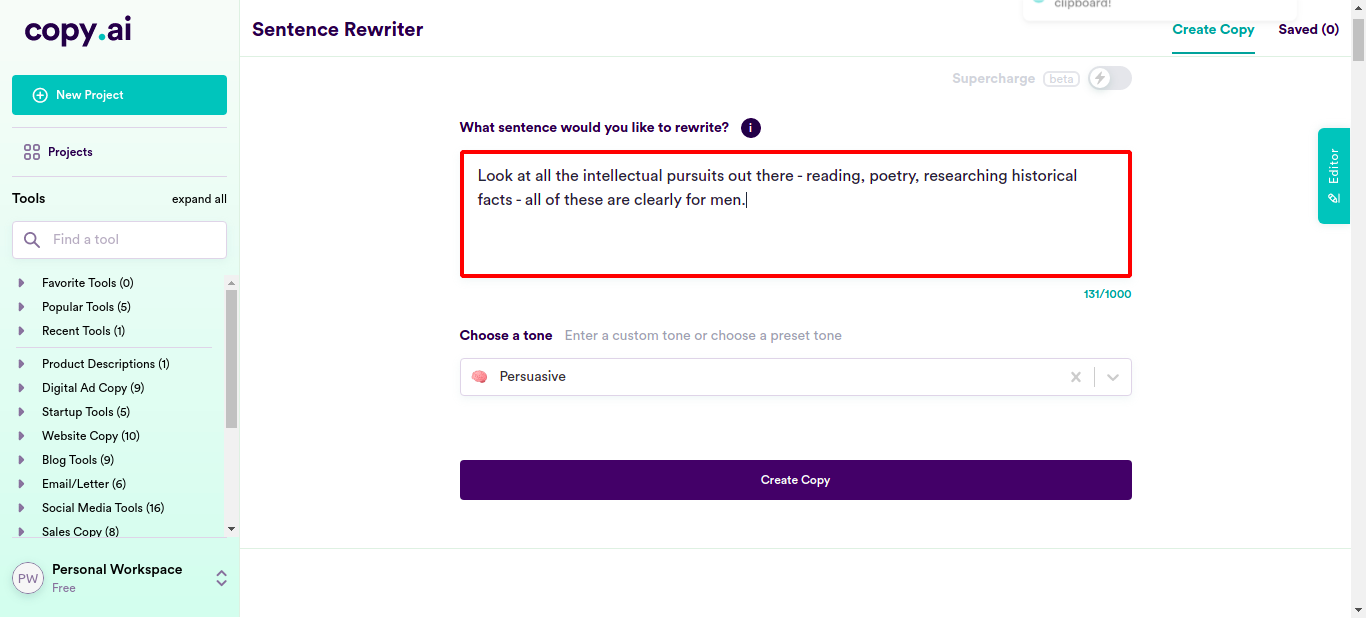 clipboard!
copy.ai
Sentence Rewriter
Create Copy
Saved (0)
New Project
Supercharge beta
Projects
What sentence would you like to rewrite? i
Look at all the intellectual pursuits out there - reading, poetry, researching historical
facts - all of these are clearly for men.
131/1000
Editor
Tools
expand all
Find a tool
Favorite Tools (0)
Popular Tools (5)
Recent Tools (1)
Product Descriptions (1)
Digital Ad Copy (9)
Startup Tools (5)
Website Copy (10)
Blog Tools (9)
Email/Letter (6)
Social Media Tools (16)
Sales Copy (8)
Choose a tone Enter a custom tone or choose a preset tone
Persuasive
Create Copy
PW
Personal Workspace
Free